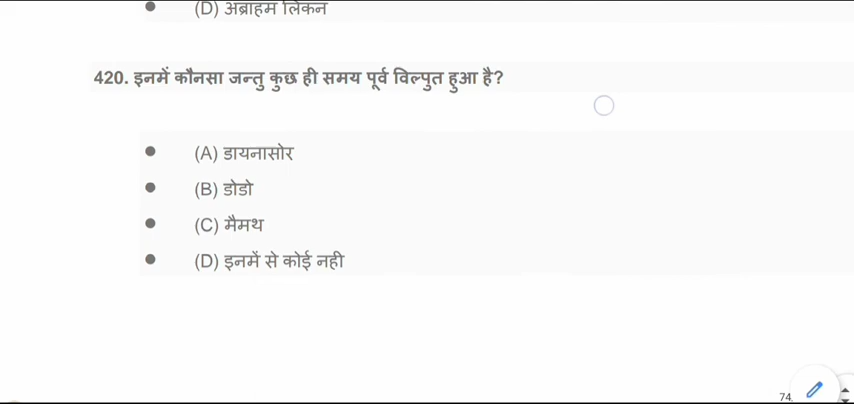 (D) अब्राहम लिंकन
420. इनमें कौनसा जन्तु कुछ ही समय पूर्व विल्पुत हुआ है?
(A) डायनासोर
(B) डोडो
(C) मैमथ
(D) इनमें से कोई नही
74